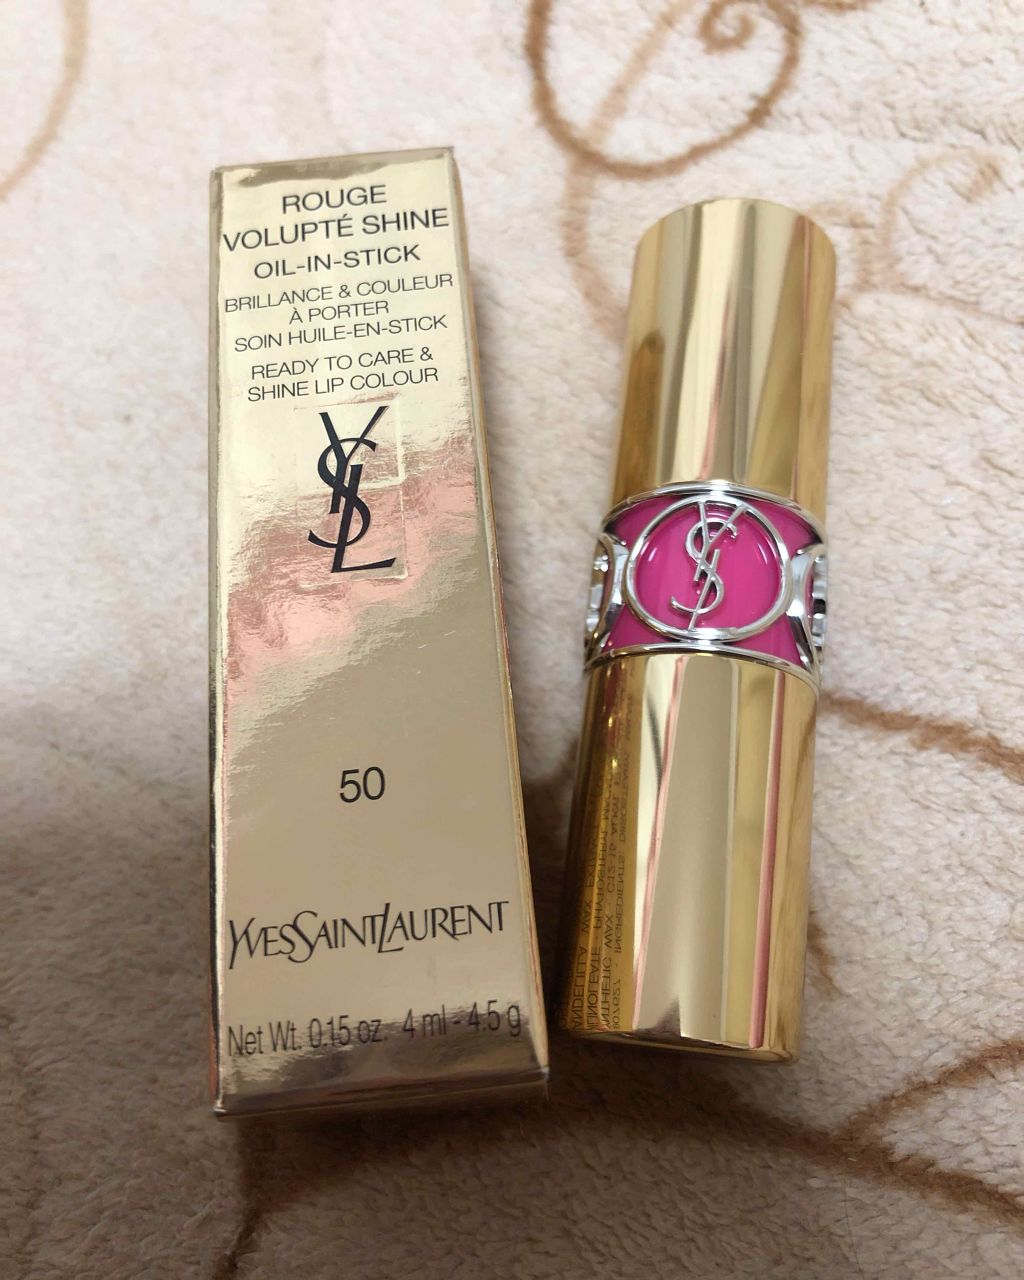 ROUGE
VOLUPTÉ SHINE
OIL-IN-STICK
BRILLANCE & COULEUR
À PORTER
SOIN HUILE-EN-STICK
READY TO CARE &
SHINE LIP COLOUR
YSL
50
YVESSAINTLAURENT
Net Wt. 0.15 oz. 4 ml - 4.5 g
YSL